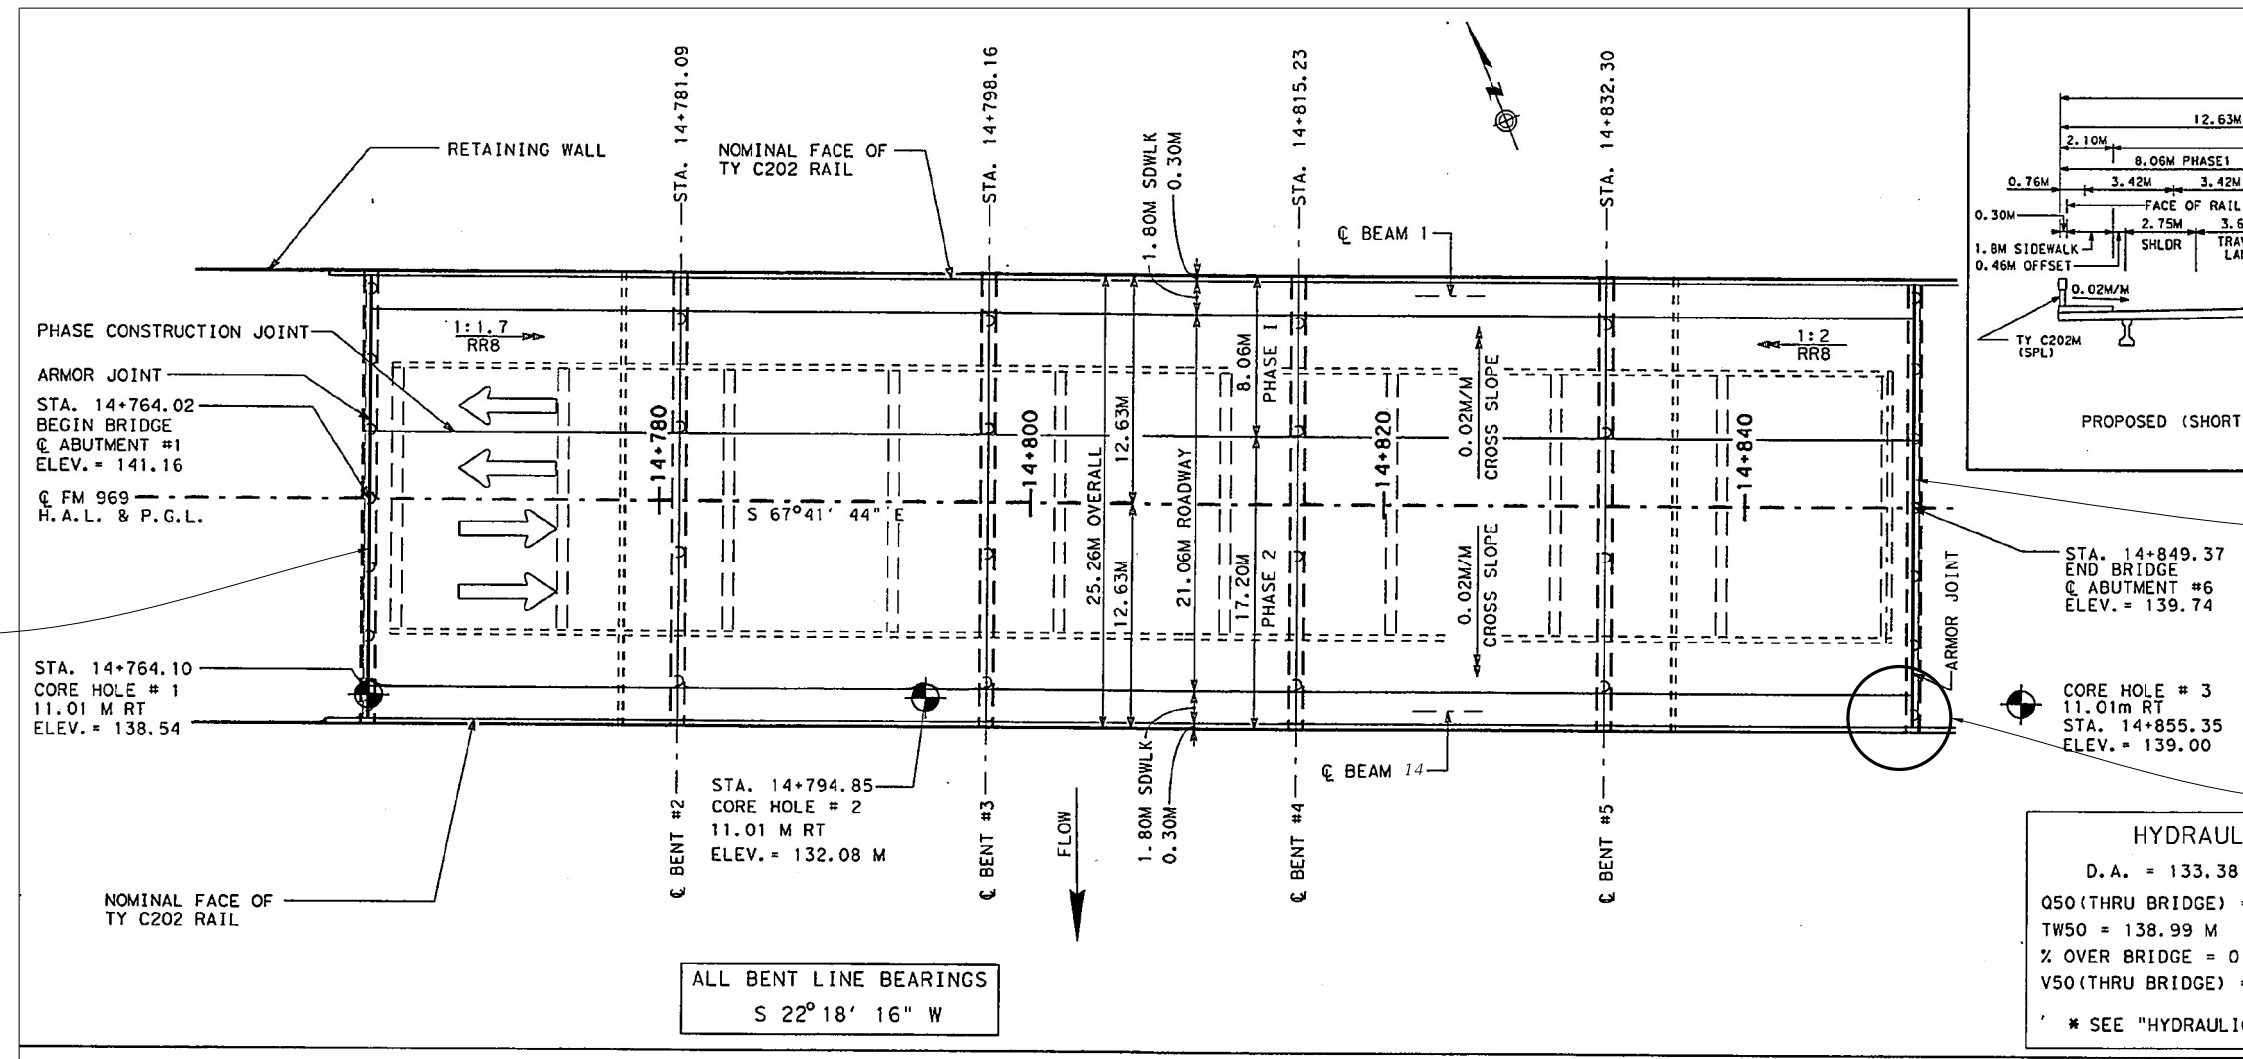 STA. 14+781.09
STA. 14+798.16
STA. 14+815.23
STA. 14+832.30
RETAINING WALL
NOMINAL FACE OF
TY C202 RAIL
1.80M SDWLK
0.30M
℄ BEAM 1
N
PHASE CONSTRUCTION JOINT
1:1.7
RR8
1:2
RR8
ARMOR JOINT
STA. 14+764.02
BEGIN BRIDGE
℄ ABUTMENT #1
ELEV.= 141.16
℄ FM 969
H.A.L. & P.G.L.
14+780
14+800
14+820
14+840
S 67°41' 44" E
25.26M OVERALL
12.63M
12.63M
21.06M ROADWAY
8.06M
PHASE 1
17.20M
PHASE 2
0.02M/M
CROSS SLOPE
0.02M/M
CROSS SLOPE
STA. 14+849.37
END BRIDGE
℄ ABUTMENT #6
ELEV.= 139.74
ARMOR JOINT
STA. 14+764.10
CORE HOLE # 1
11.01 M RT
ELEV.= 138.54
CORE HOLE # 3
11.01m RT
STA. 14+855.35
ELEV.= 139.00
STA. 14+794.85
CORE HOLE # 2
11.01 M RT
ELEV.= 132.08 M
℄ BEAM 14
1.80M SDWLK
0.30M
FLOW
℄ BENT #2
℄ BENT #3
℄ BENT #4
℄ BENT #5
NOMINAL FACE OF
TY C202 RAIL
ALL BENT LINE BEARINGS
S 22° 18' 16" W
12.63M
2.10M
8.06M PHASE1
0.76M
3.42M
3.42M
FACE OF RAIL
0.30M
2.75M
3.6
1.8M SIDEWALK
SHLDR
TRA
LA
0.46M OFFSET
0.02M/M
TY C202M
(SPL)
PROPOSED (SHORT
HYDRAUL
D.A. = 133.38
Q50(THRU BRIDGE) =
TW50 = 138.99 M
% OVER BRIDGE = 0
V50(THRU BRIDGE) =
* SEE "HYDRAULI